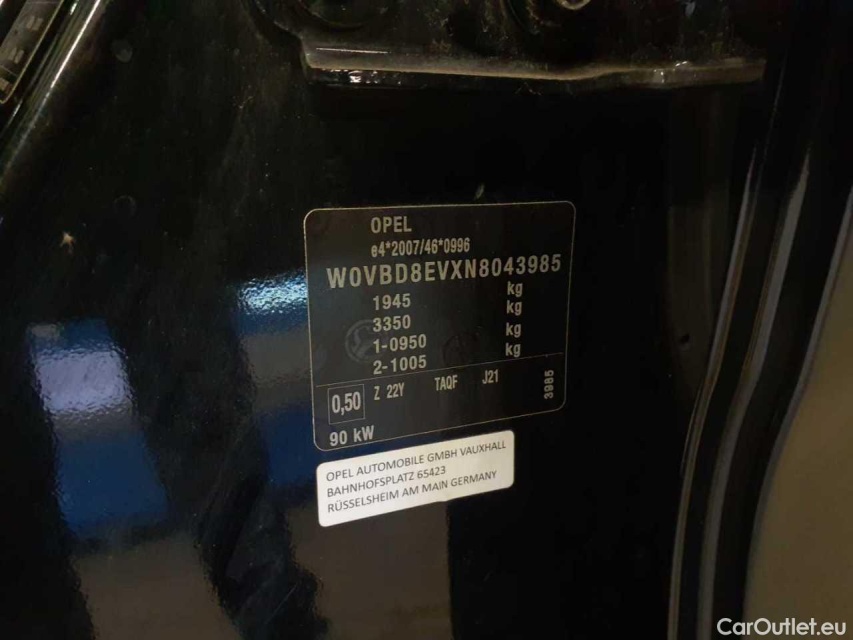 OPEL
e4*2007/46*0996
W0VBD8EVXN8043985
1945 kg
3350 kg
1-0950 kg
2-1005 kg
0,50 Z 22Y TAQF J21 3985
90 kW
OPEL AUTOMOBILE GMBH VAUXHALL
BAHNHOFSPLATZ 65423
RÜSSELSHEIM AM MAIN GERMANY
CarOutlet.eu